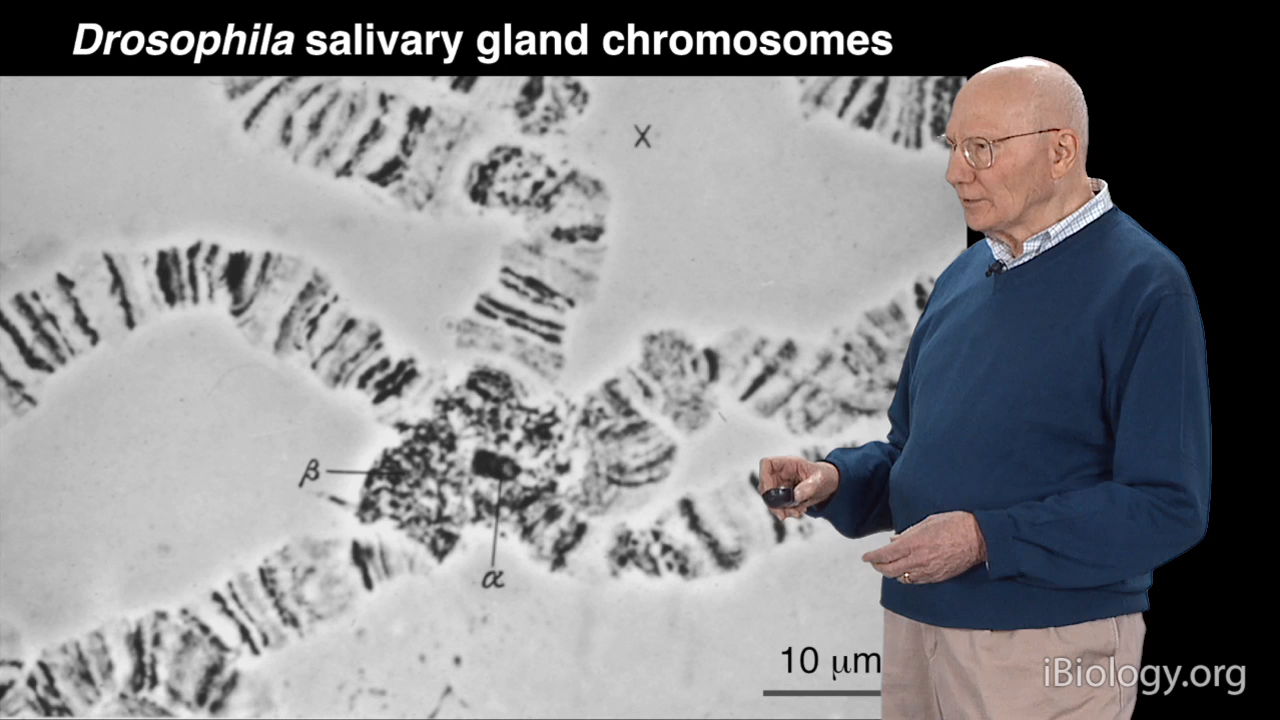 Drosophila salivary gland chromosomes
X
β
α
10 μm
iBiology.org